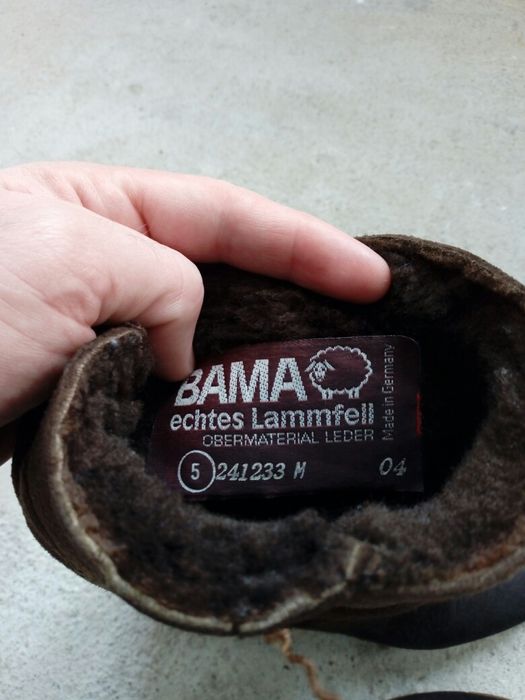 BAMA
echtes Lammfell
OBERMATERIAL LEDER
Made in Germany
5 241233 M 04